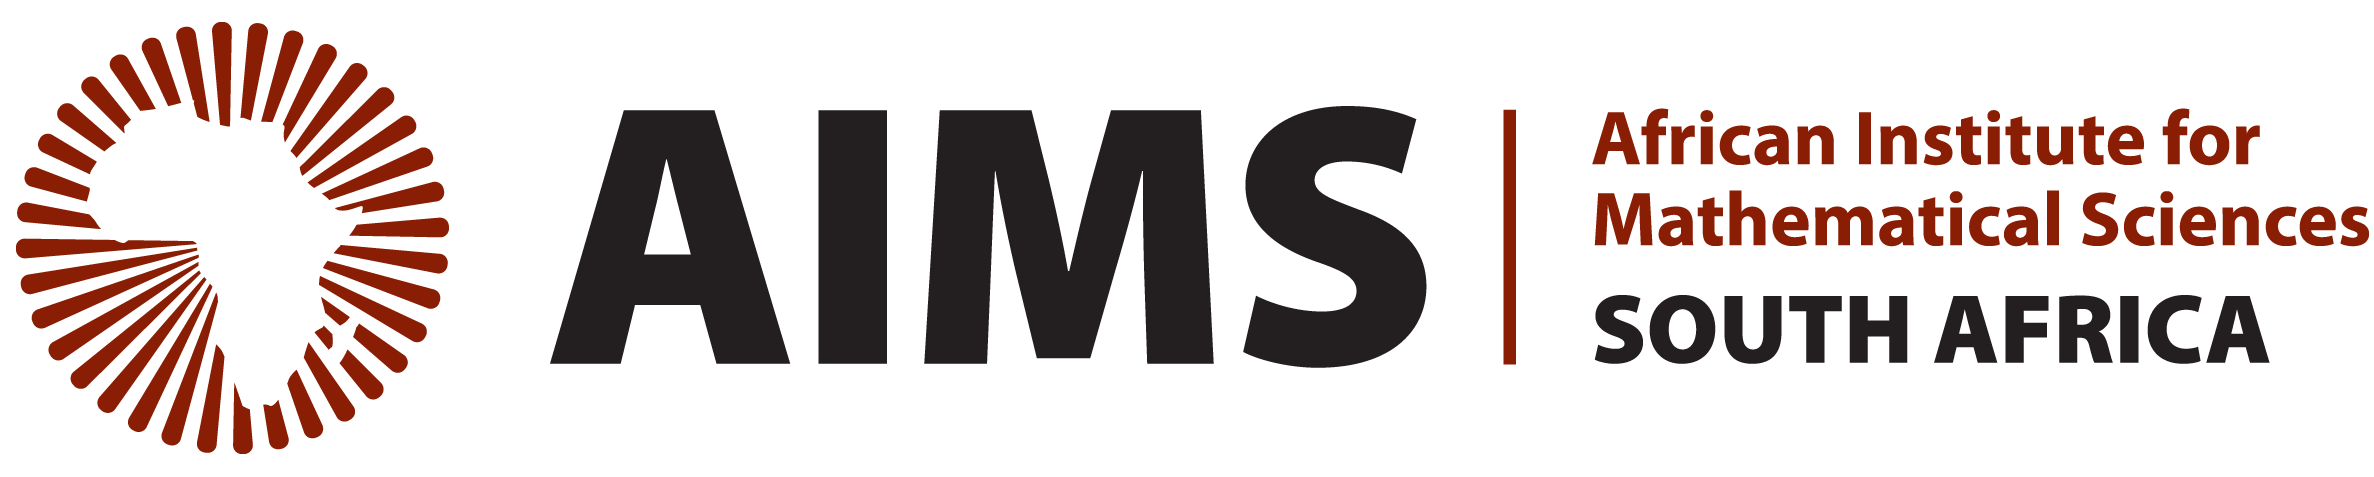 AIMS
African Institute for
Mathematical Sciences
SOUTH AFRICA